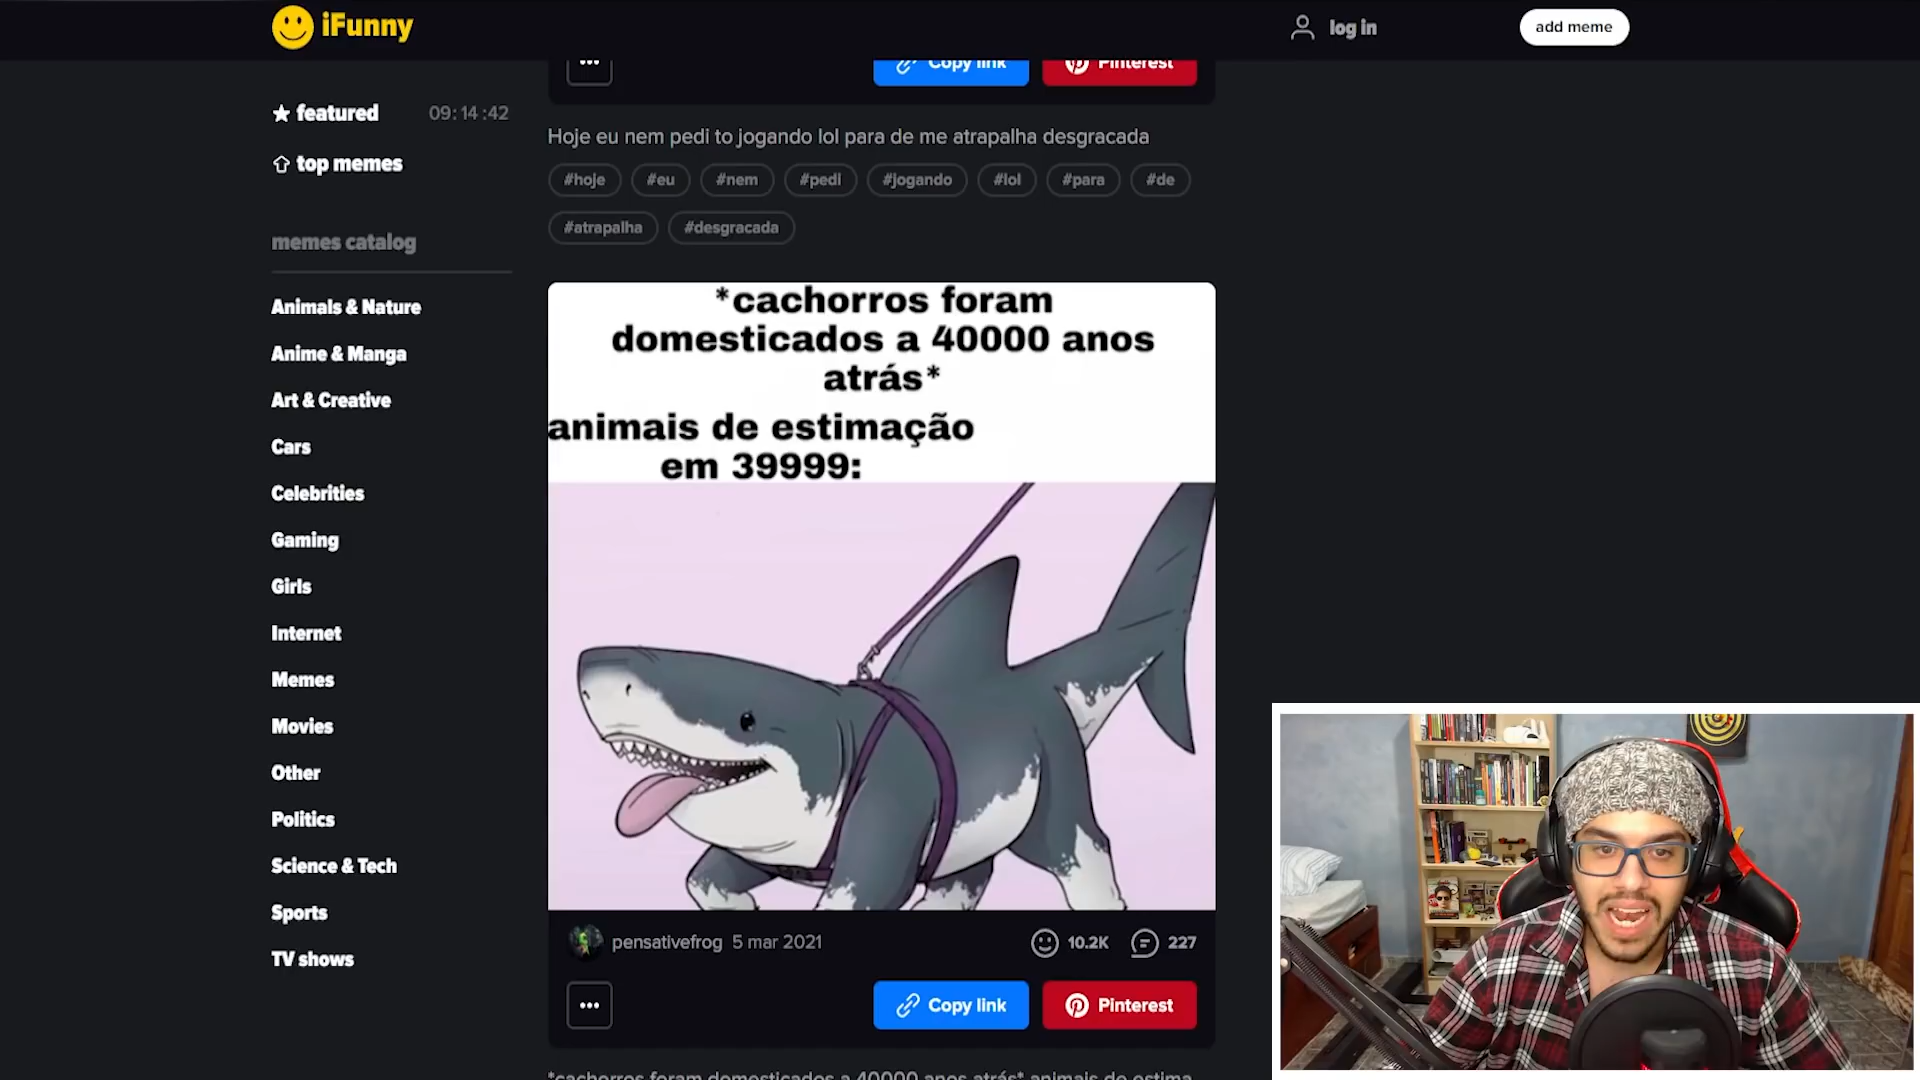 iFunny
log in
add meme
Copy link
Pinterest
featured
09:14:42
top memes
memes catalog
Animals & Nature
Anime & Manga
Art & Creative
Cars
Celebrities
Gaming
Girls
Internet
Memes
Movies
Other
Politics
Science & Tech
Sports
TV shows
Hoje eu nem pedi to jogando lol para de me atrapalha desgracada
#hoje #eu #nem #pedI #jogando #lol #para #de
#atrapalha #desgracada
*cachorros foram
domesticados a 40000 anos
atrás*
animais de estimação
em 39999:
pensativefrog 5 mar 2021
10.2K 227
Copy link
Pinterest
*cachorros foram domesticados a 40000 anos atrás* animais de estima